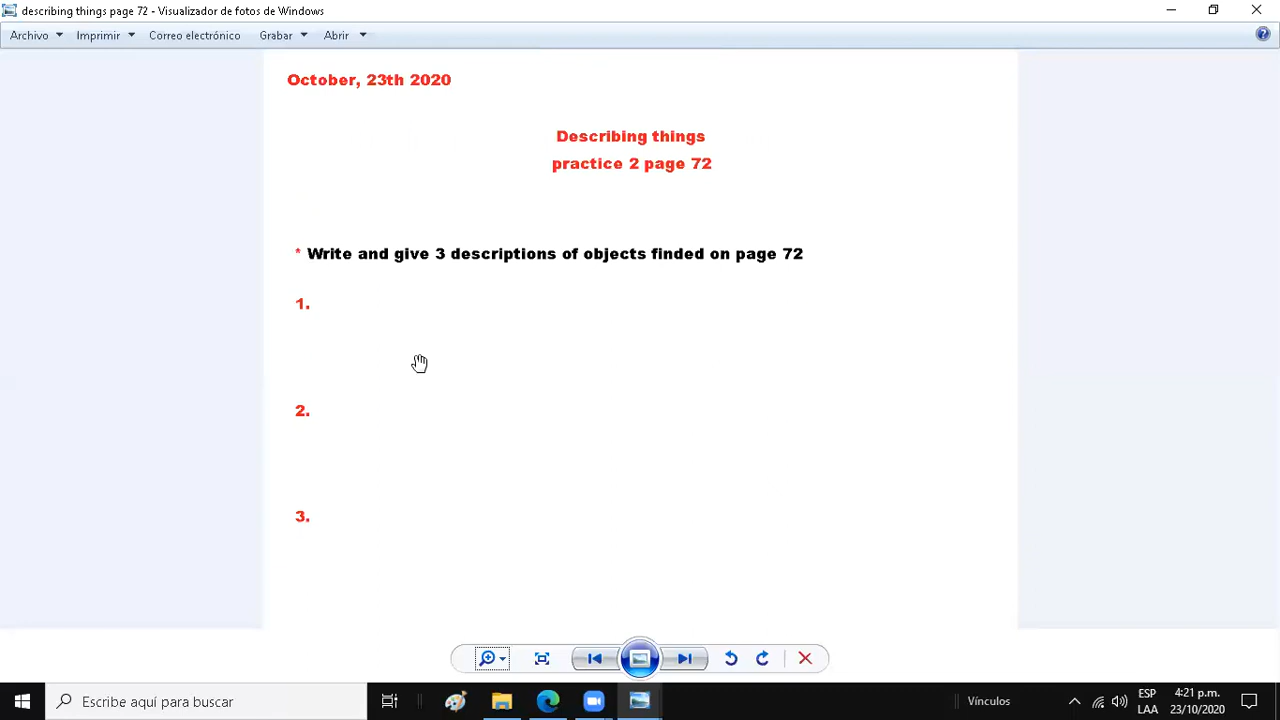 describing things page 72 - Visualizador de fotos de Windows
Archivo Imprimir Correo electrónico Grabar Abrir
October, 23th 2020
Describing things
practice 2 page 72
* Write and give 3 descriptions of objects finded on page 72
1.
2.
3.
Escribe aquí para buscar
Vínculos
ESP
LAA
4:21 p.m.
23/10/2020